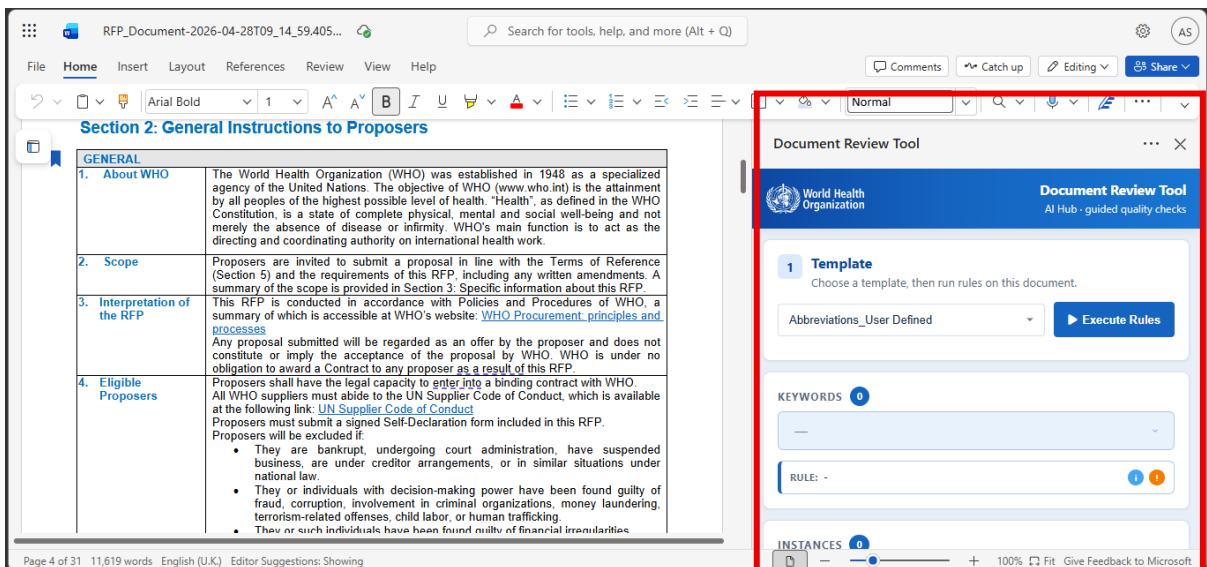 RFP_Document-2026-04-28T09_14_59.405...
Search for tools, help, and more (Alt + Q)
AS
File Home Insert Layout References Review View Help
Comments Catch up Editing Share
Arial Bold 1 A A B I U A Normal
Section 2: General Instructions to Proposers
GENERAL
1. About WHO
The World Health Organization (WHO) was established in 1948 as a specialized
agency of the United Nations. The objective of WHO (www.who.int) is the attainment
by all peoples of the highest possible level of health. “Health”, as defined in the WHO
Constitution, is a state of complete physical, mental and social well-being and not
merely the absence of disease or infirmity. WHO's main function is to act as the
directing and coordinating authority on international health work.
2. Scope
Proposers are invited to submit a proposal in line with the Terms of Reference
(Section 5) and the requirements of this RFP, including any written amendments. A
summary of the scope is provided in Section 3: Specific information about this RFP.
3. Interpretation of
the RFP
This RFP is conducted in accordance with Policies and Procedures of WHO, a
summary of which is accessible at WHO's website: WHO Procurement: principles and
processes
Any proposal submitted will be regarded as an offer by the proposer and does not
constitute or imply the acceptance of the proposal by WHO. WHO is under no
obligation to award a Contract to any proposer as a result of this RFP.
4. Eligible
Proposers
Proposers shall have the legal capacity to enter into a binding contract with WHO.
All WHO suppliers must abide to the UN Supplier Code of Conduct, which is available
at the following link: UN Supplier Code of Conduct
Proposers must submit a signed Self-Declaration form included in this RFP.
Proposers will be excluded if:
• They are bankrupt, undergoing court administration, have suspended
business, are under creditor arrangements, or in similar situations under
national law.
• They or individuals with decision-making power have been found guilty of
fraud, corruption, involvement in criminal organizations, money laundering,
terrorism-related offenses, child labor, or human trafficking.
• They or such individuals have been found guilty of financial irregularities
Document Review Tool
World Health
Organization
Document Review Tool
AI Hub · guided quality checks
1 Template
Choose a template, then run rules on this document.
Abbreviations_User Defined
Execute Rules
KEYWORDS 0
—
RULE: -
INSTANCES 0
Page 4 of 31 11,619 words English (U.K.) Editor Suggestions: Showing
100% Fit Give Feedback to Microsoft